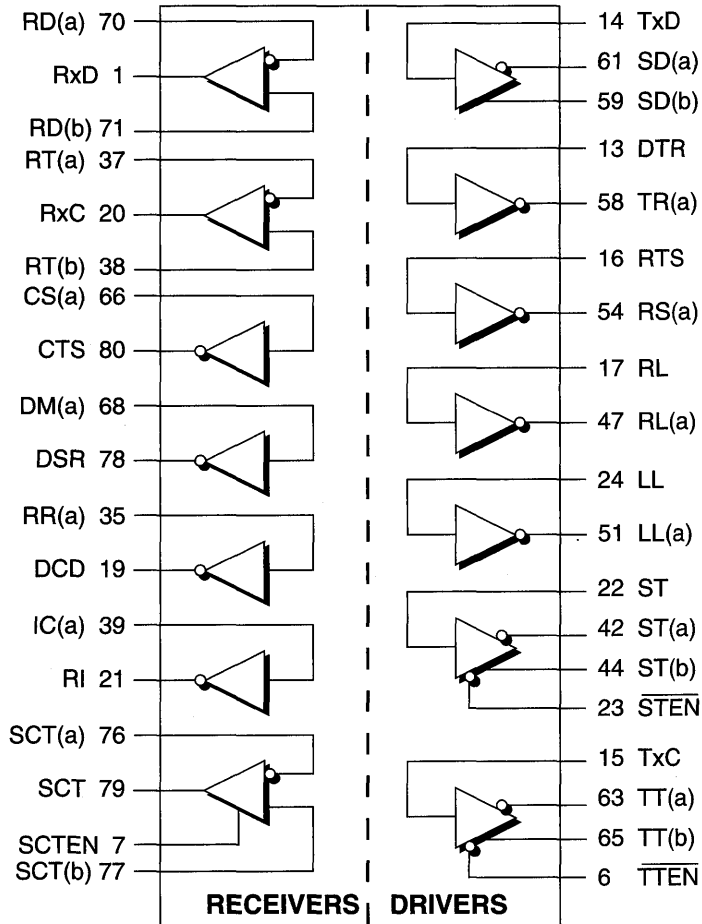 RD(a) 70
RxD 1
RD(b) 71
RT(a) 37
RxC 20
RT(b) 38
CS(a) 66
CTS 80
DM(a) 68
DSR 78
RR(a) 35
DCD 19
IC(a) 39
RI 21
SCT(a) 76
SCT 79
SCTEN 7
SCT(b) 77
RECEIVERS
14 TxD
61 SD(a)
59 SD(b)
13 DTR
58 TR(a)
16 RTS
54 RS(a)
17 RL
47 RL(a)
24 LL
51 LL(a)
22 ST
42 ST(a)
44 ST(b)
23 S̅T̅E̅N̅
15 TxC
63 TT(a)
65 TT(b)
6 T̅T̅E̅N̅
DRIVERS